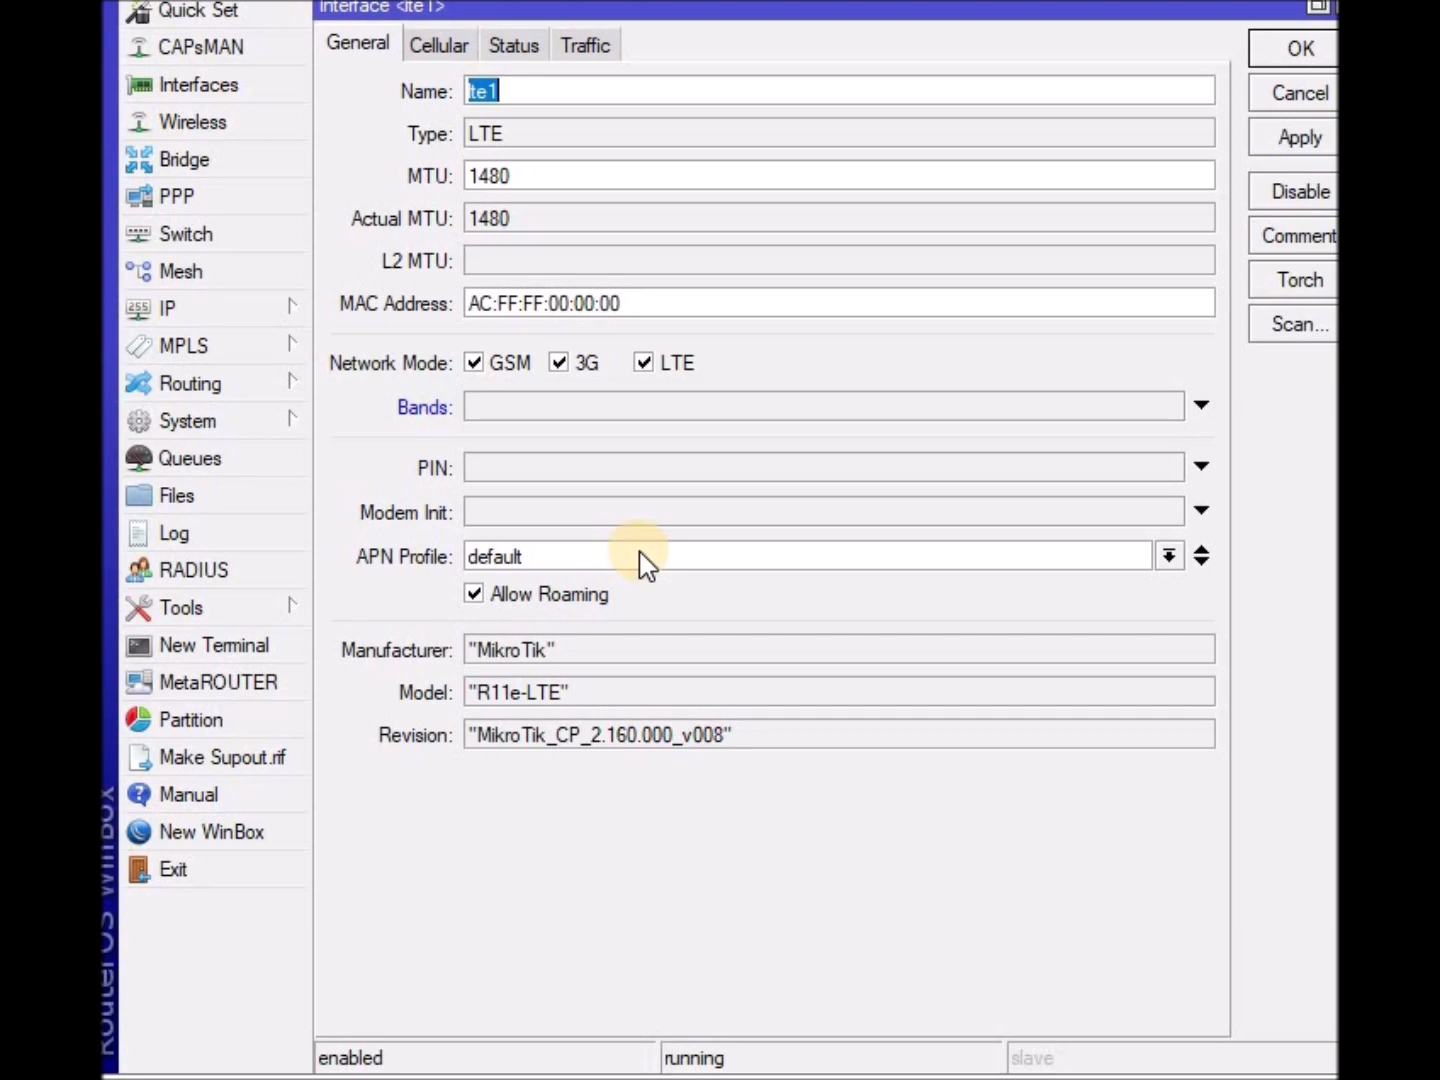 Interface <lte1>
Quick Set
CAPsMAN
Interfaces
Wireless
Bridge
PPP
Switch
Mesh
IP
MPLS
Routing
System
Queues
Files
Log
RADIUS
Tools
New Terminal
MetaROUTER
Partition
Make Supout.rif
Manual
New WinBox
Exit
RouterOS WinBox
General Cellular Status Traffic
Name: lte1
Type: LTE
MTU: 1480
Actual MTU: 1480
L2 MTU:
MAC Address: AC:FF:FF:00:00:00
Network Mode: GSM 3G LTE
Bands:
PIN:
Modem Init:
APN Profile: default
Allow Roaming
Manufacturer: "MikroTik"
Model: "R11e-LTE"
Revision: "MikroTik_CP_2.160.000_v008"
OK
Cancel
Apply
Disable
Comment
Torch
Scan...
enabled running slave